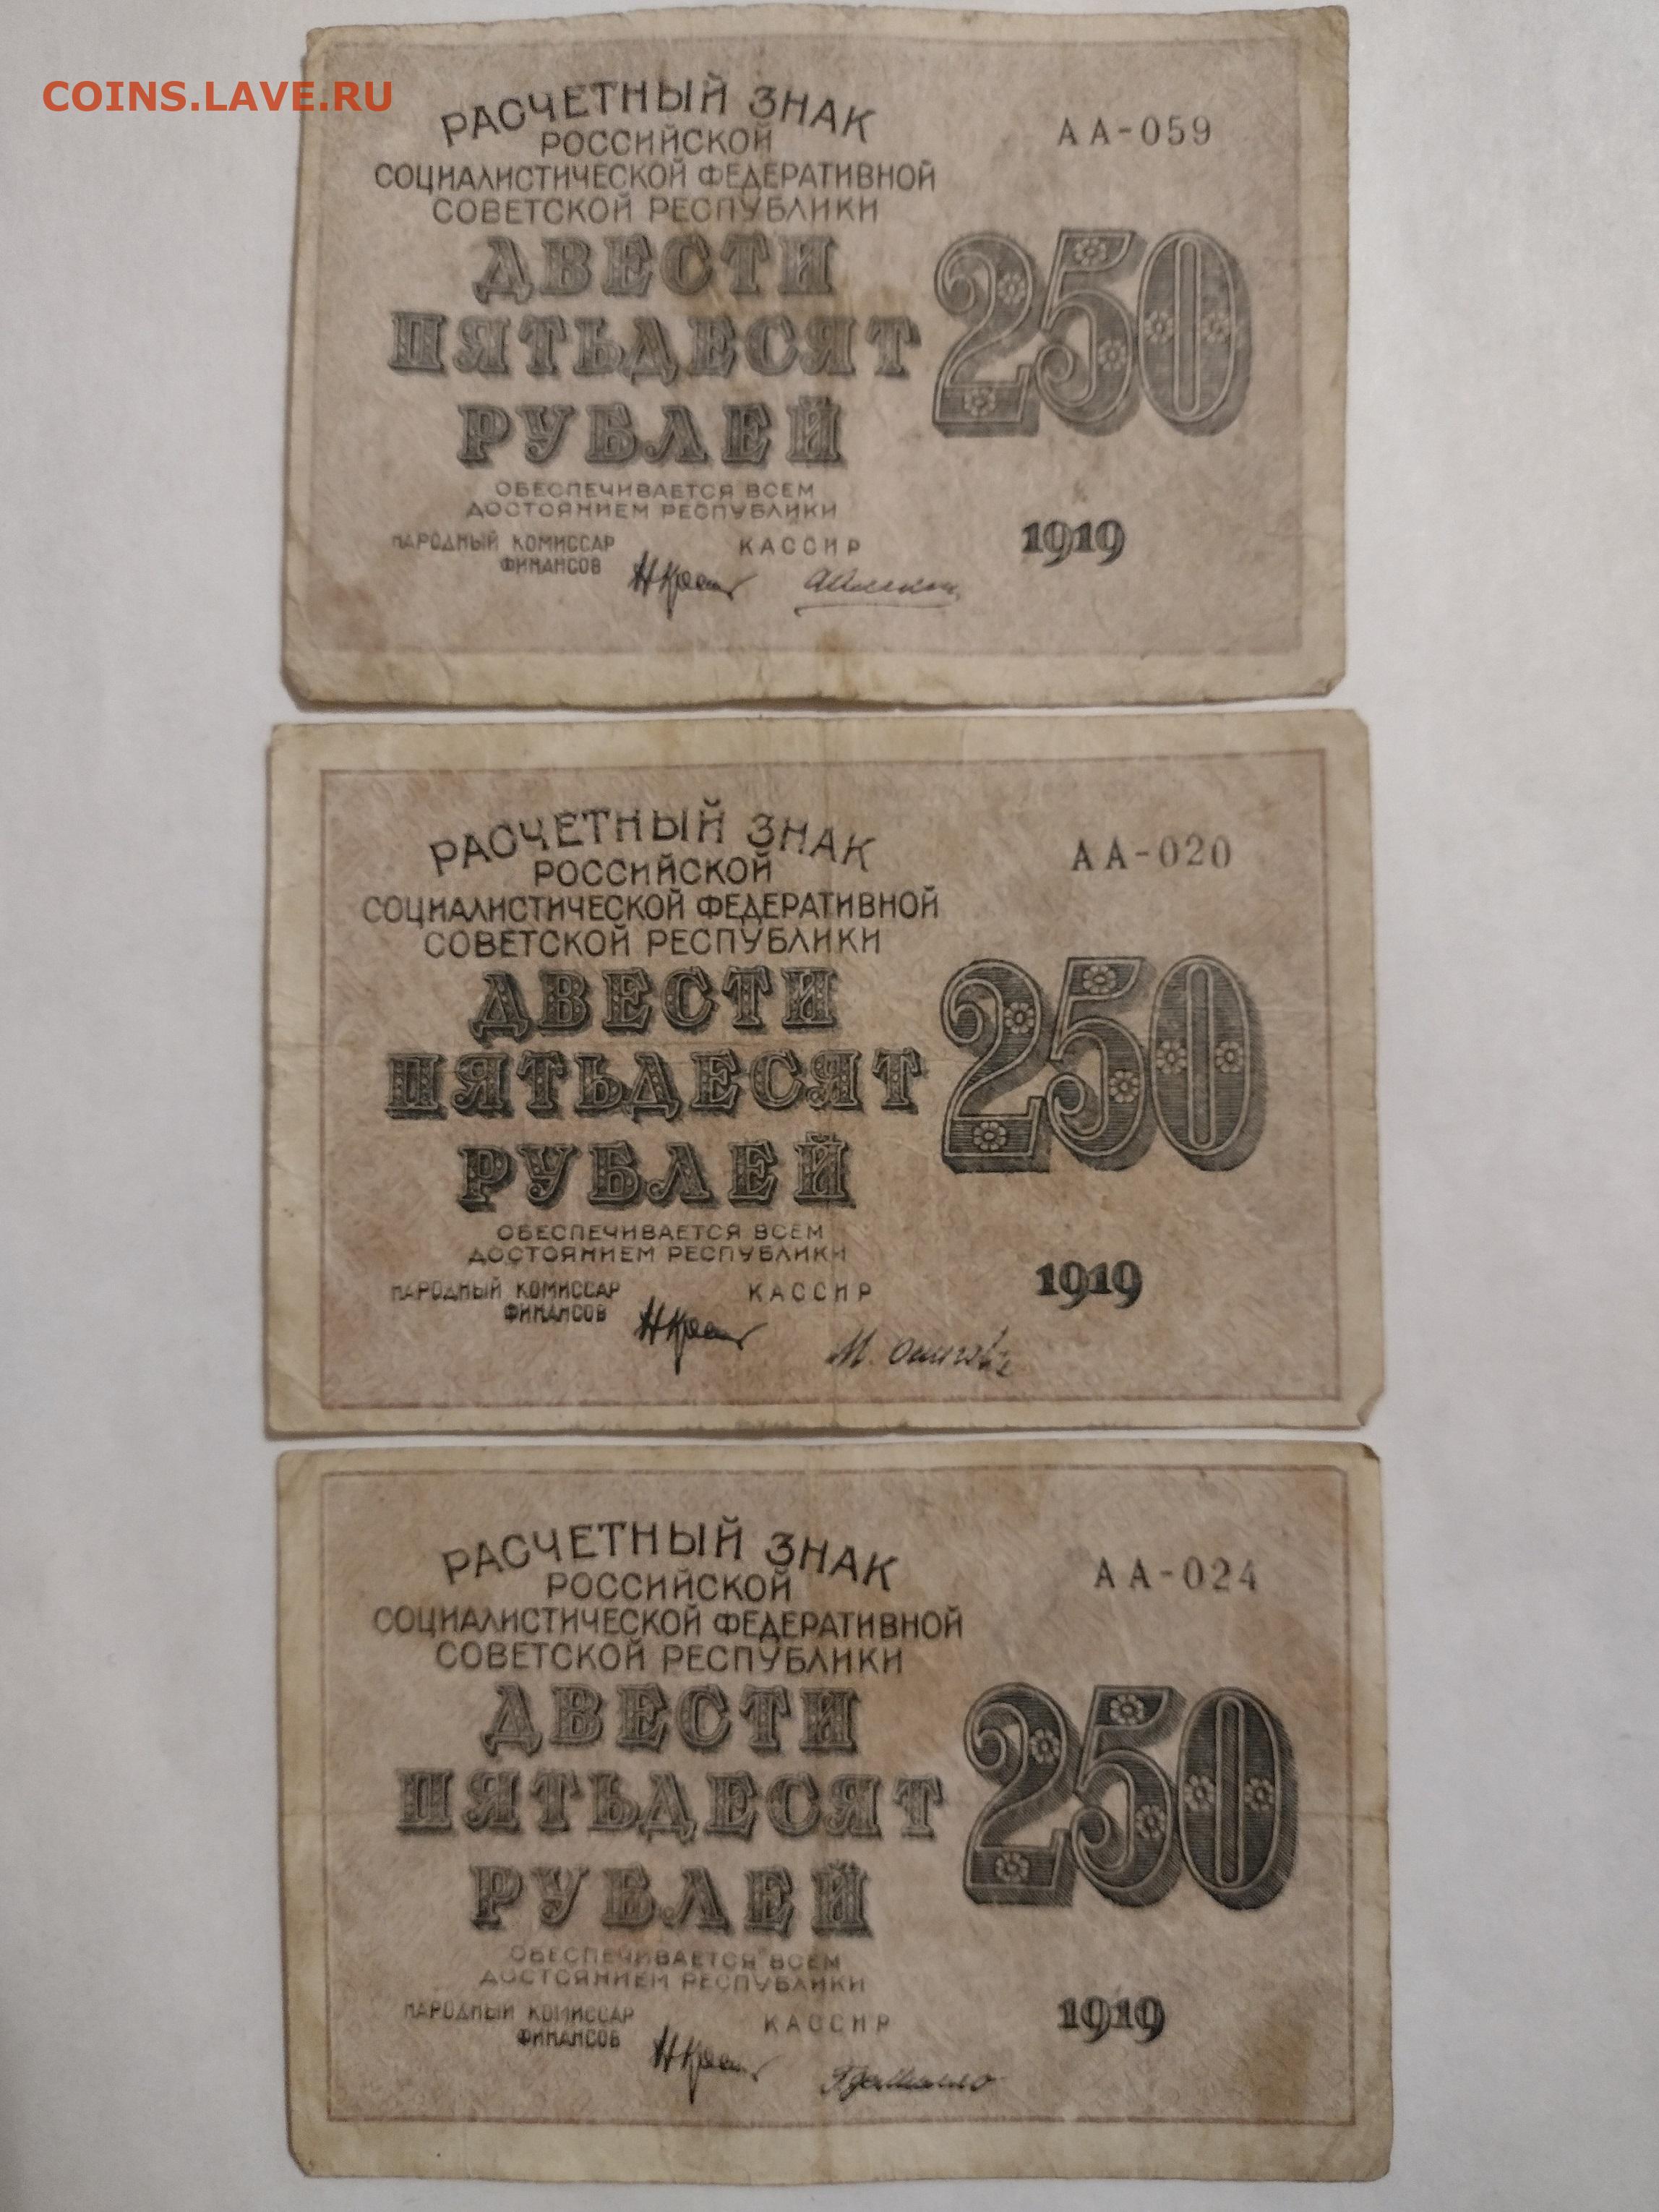 COINS.LAVE.RU
РАСЧЕТНЫЙ ЗНАК
РОССИЙСКОЙ
СОЦИАЛИСТИЧЕСКОЙ ФЕДЕРАТИВНОЙ
СОВЕТСКОЙ РЕСПУБЛИКИ
АА-059
ДВЕСТИ
ПЯТЬДЕСЯТ
РУБЛЕЙ
250
ОБЕСПЕЧИВАЕТСЯ ВСЕМ
ДОСТОЯНИЕМ РЕСПУБЛИКИ
НАРОДНЫЙ КОМИССАР
ФИНАНСОВ
КАССИР
1919
РАСЧЕТНЫЙ ЗНАК
РОССИЙСКОЙ
СОЦИАЛИСТИЧЕСКОЙ ФЕДЕРАТИВНОЙ
СОВЕТСКОЙ РЕСПУБЛИКИ
АА-020
ДВЕСТИ
ПЯТЬДЕСЯТ
РУБЛЕЙ
250
ОБЕСПЕЧИВАЕТСЯ ВСЕМ
ДОСТОЯНИЕМ РЕСПУБЛИКИ
НАРОДНЫЙ КОМИССАР
ФИНАНСОВ
КАССИР
1919
М.
РАСЧЕТНЫЙ ЗНАК
РОССИЙСКОЙ
СОЦИАЛИСТИЧЕСКОЙ ФЕДЕРАТИВНОЙ
СОВЕТСКОЙ РЕСПУБЛИКИ
АА-024
ДВЕСТИ
ПЯТЬДЕСЯТ
РУБЛЕЙ
250
ОБЕСПЕЧИВАЕТСЯ ВСЕМ
ДОСТОЯНИЕМ РЕСПУБЛИКИ
НАРОДНЫЙ КОМИССАР
ФИНАНСОВ
КАССИР
1919